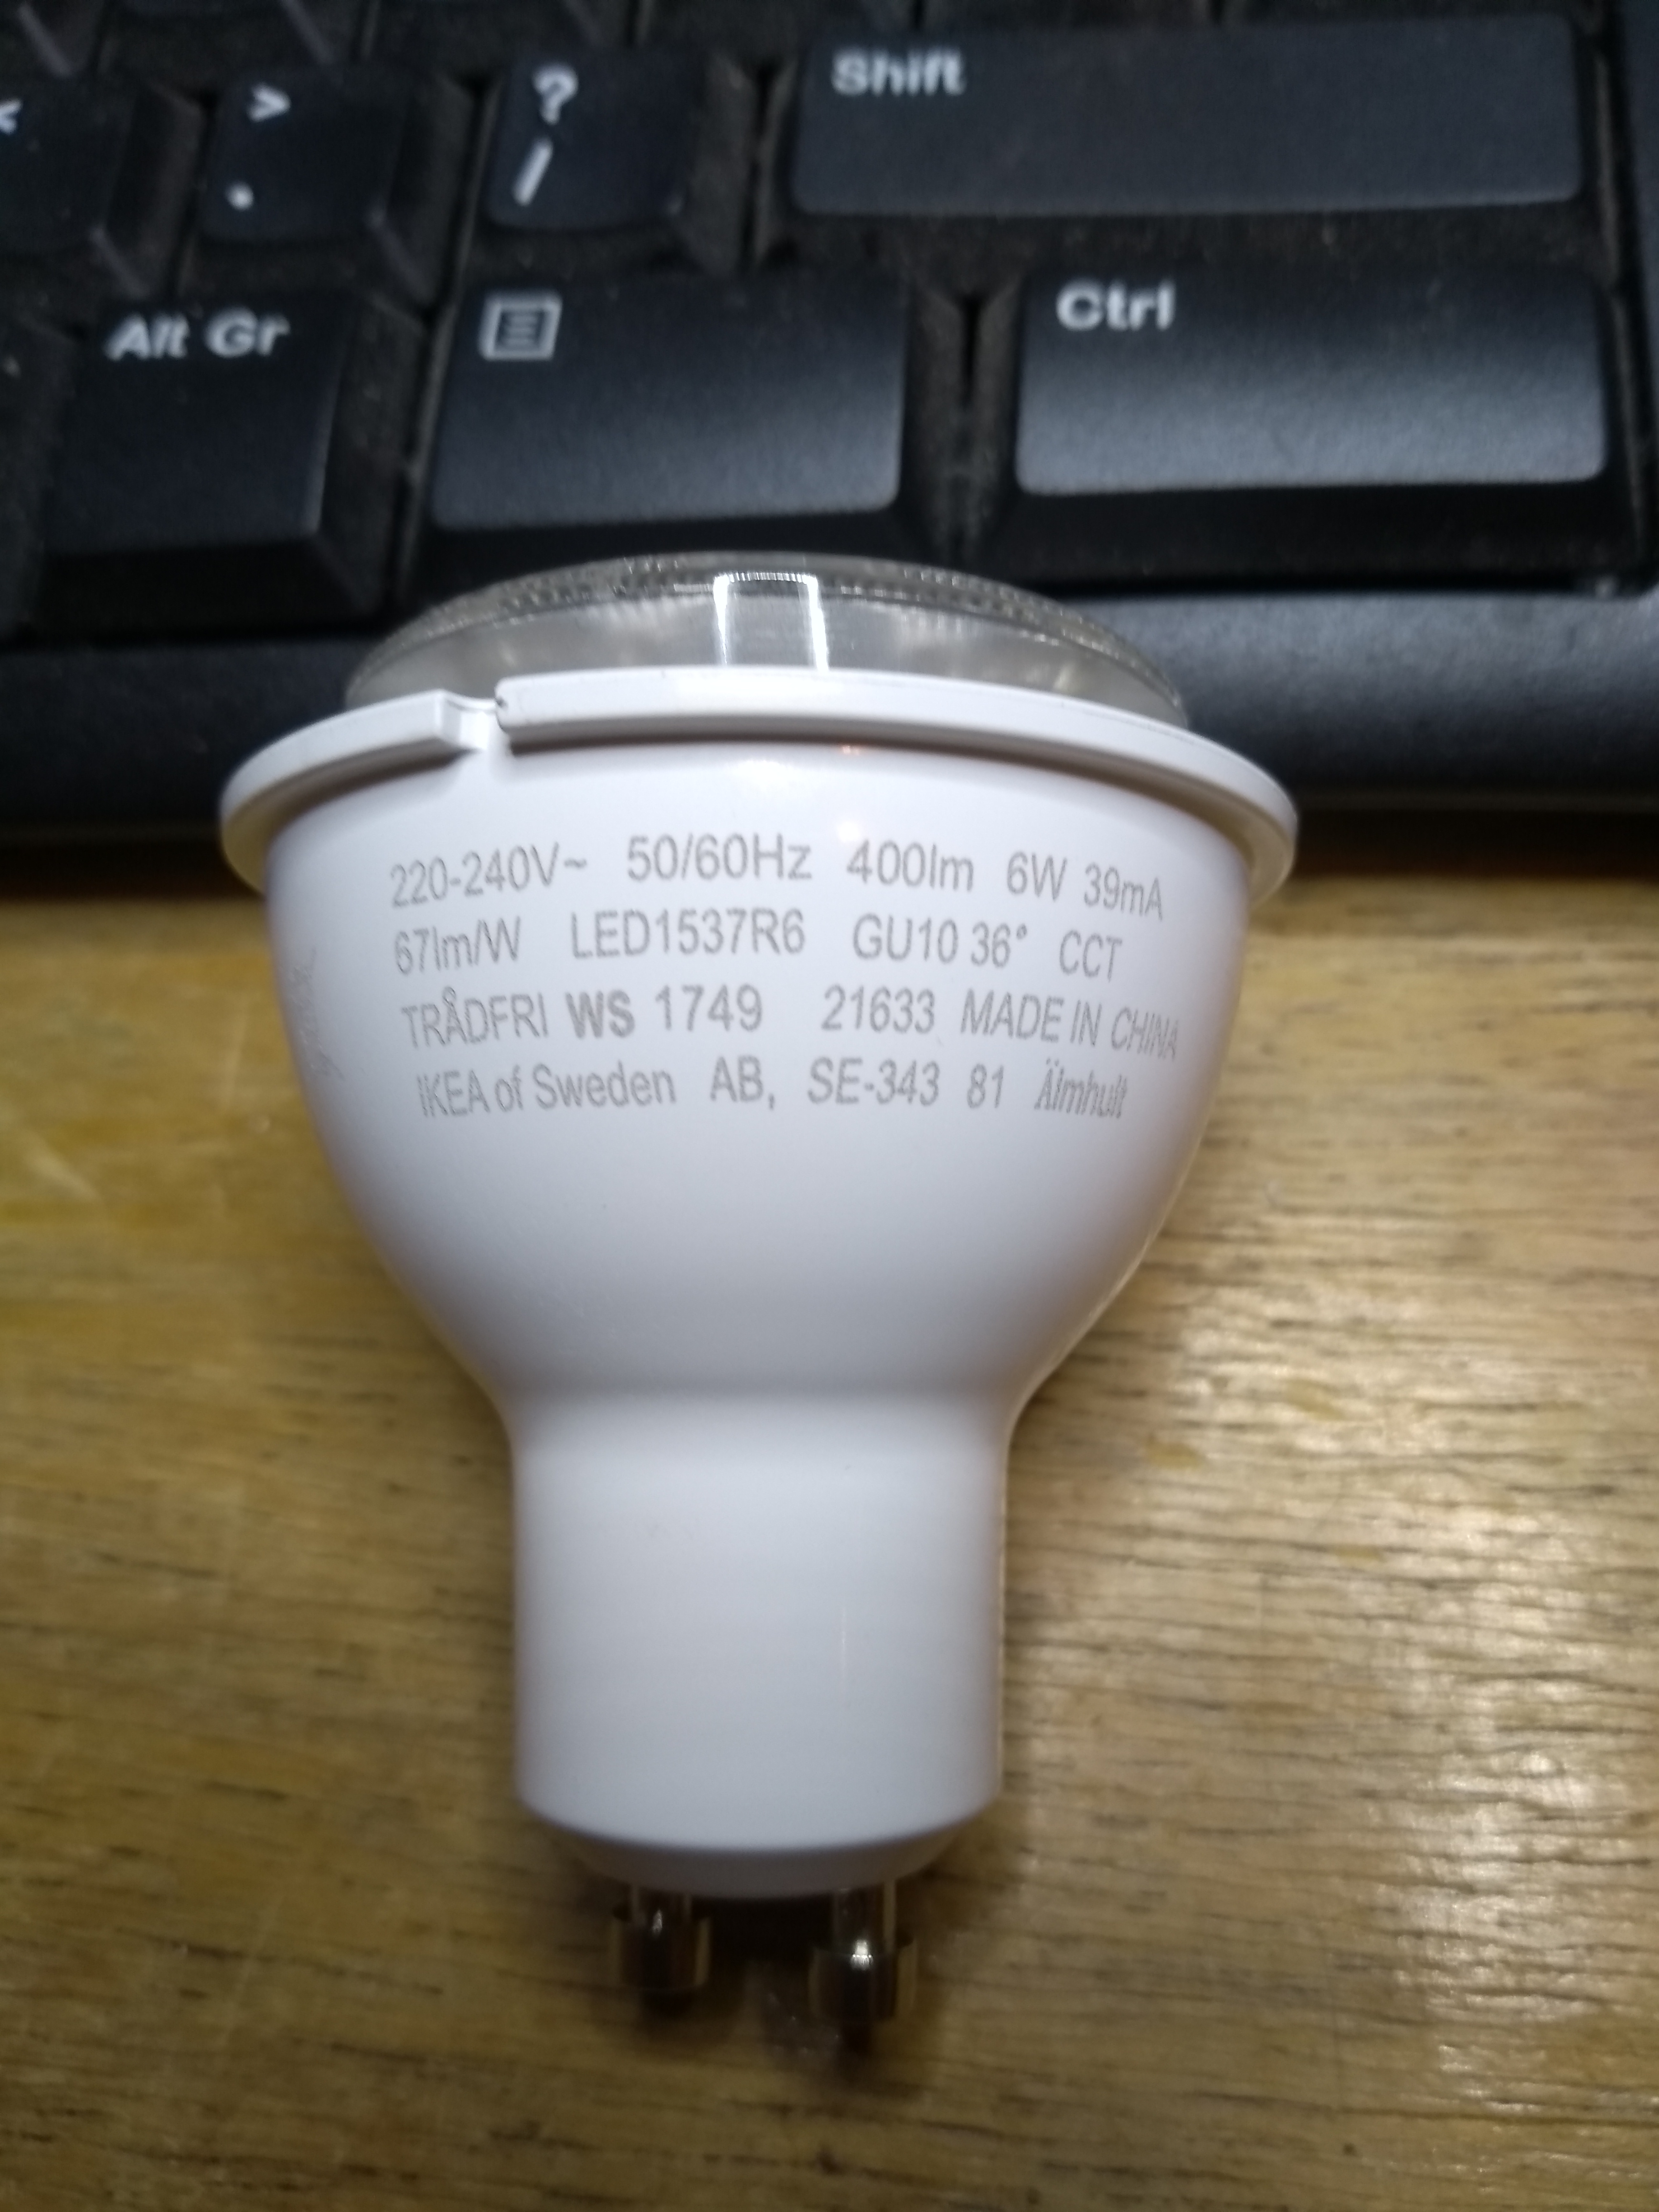 <
>
?
Shift
.
/
Alt Gr
Ctrl
220-240V~ 50/60Hz 400lm 6W 39mA
67lm/W LED1537R6 GU10 36° CCT
TRÅDFRI WS 1749 21633 MADE IN CHINA
IKEA of Sweden AB, SE-343 81 Älmhult